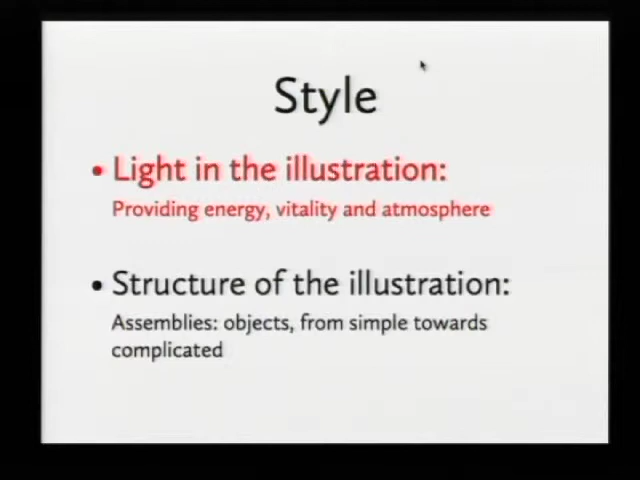 Style
• Light in the illustration:
Providing energy, vitality and atmosphere
• Structure of the illustration:
Assemblies: objects, from simple towards
complicated